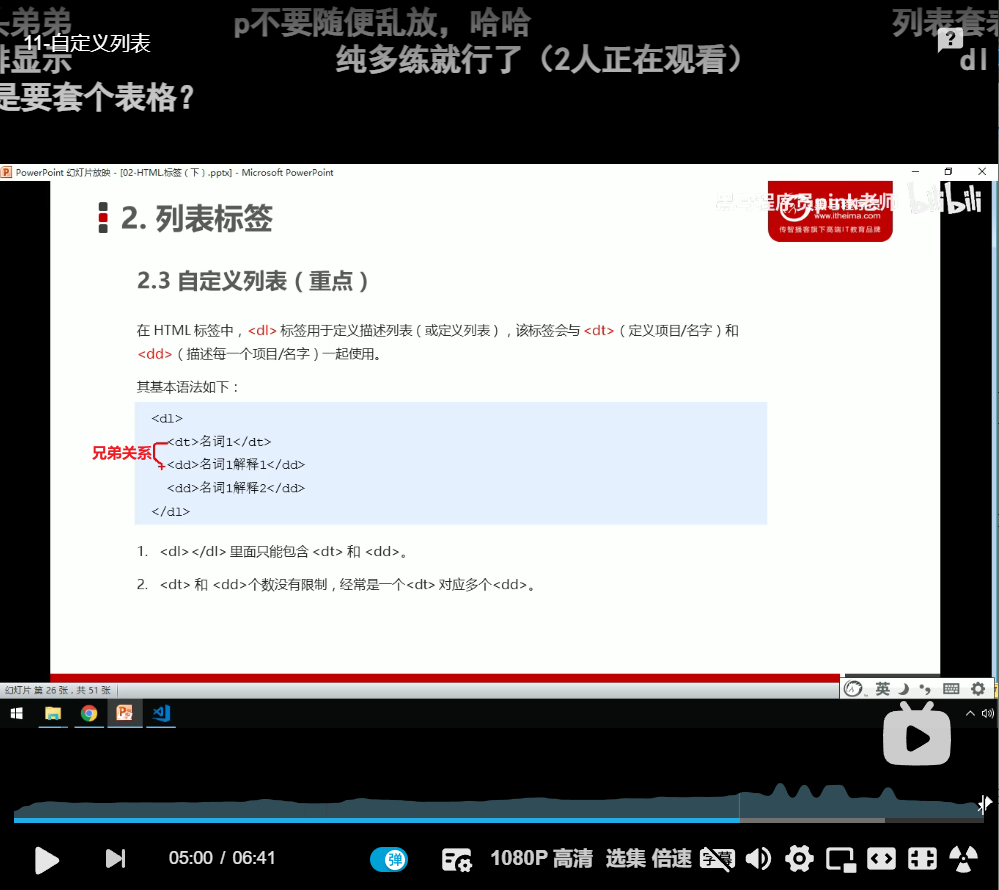 头弟弟
p不要随便乱放，哈哈
列表套表
11-自定义列表
排显示
纯多练就行了（2人正在观看）
dl
是要套个表格？
PowerPoint 幻灯片放映 - [02-HTML标签（下）.pptx] - Microsoft PowerPoint
2. 列表标签
程序员pink老师
bilibili
www.itheima.com
传智播客旗下高端IT教育品牌
2.3 自定义列表（重点）
在 HTML 标签中，<dl> 标签用于定义描述列表（或定义列表），该标签会与 <dt>（定义项目/名字）和
<dd>（描述每一个项目/名字）一起使用。
其基本语法如下：
<dl>
<dt>名词1</dt>
兄弟关系
<dd>名词1解释1</dd>
<dd>名词1解释2</dd>
</dl>
1. <dl></dl> 里面只能包含 <dt> 和 <dd>。
2. <dt> 和 <dd>个数没有限制，经常是一个<dt> 对应多个<dd>。
幻灯片 第 26 张，共 51 张
英
05:00 / 06:41
弹
1080P 高清
选集
倍速
字幕